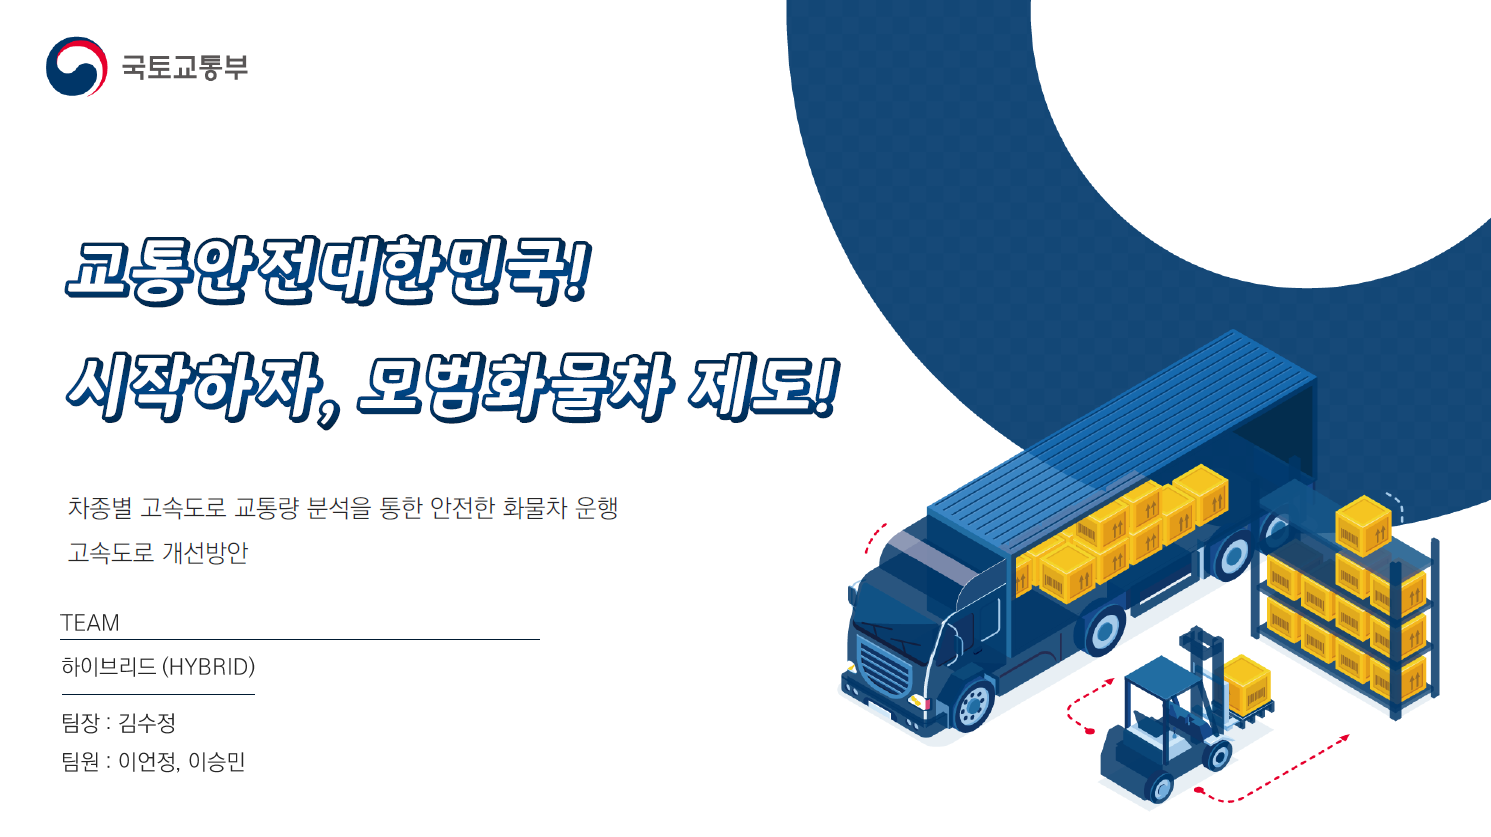 국토교통부
교통안전대한민국!
시작하자, 모범화물차 제도!
차종별 고속도로 교통량 분석을 통한 안전한 화물차 운행
고속도로 개선방안
TEAM
하이브리드 (HYBRID)
팀장 : 김수정
팀원 : 이언정, 이승민